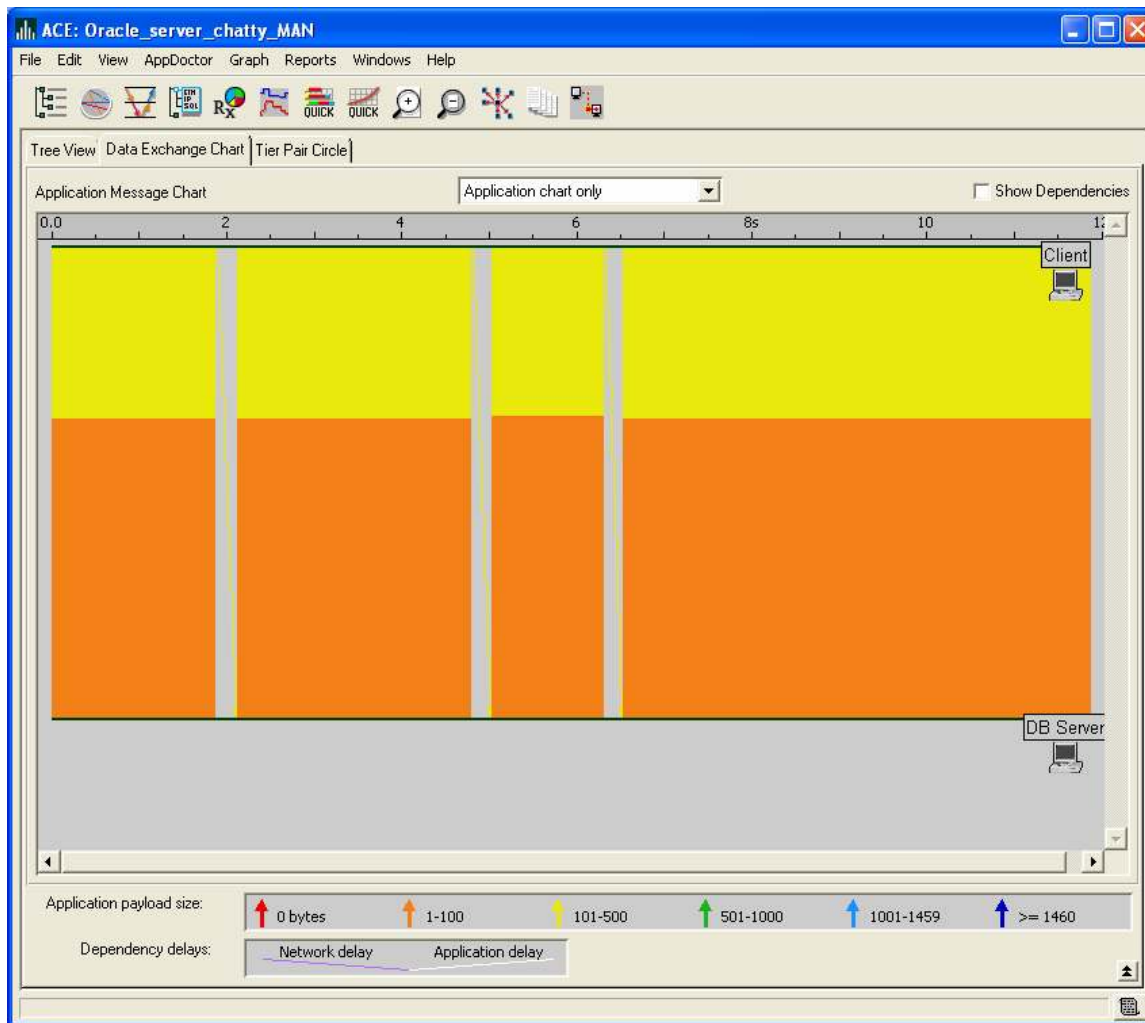 ACE: Oracle_server_chatty_MAN
File Edit View AppDoctor Graph Reports Windows Help
QUICK QUICK
Tree View Data Exchange Chart Tier Pair Circle
Application Message Chart Application chart only Show Dependencies
0.0 2 4 6 8s 10
Client
DB Server
Application payload size: 0 bytes 1-100 101-500 501-1000 1001-1459 >= 1460
Dependency delays: Network delay Application delay